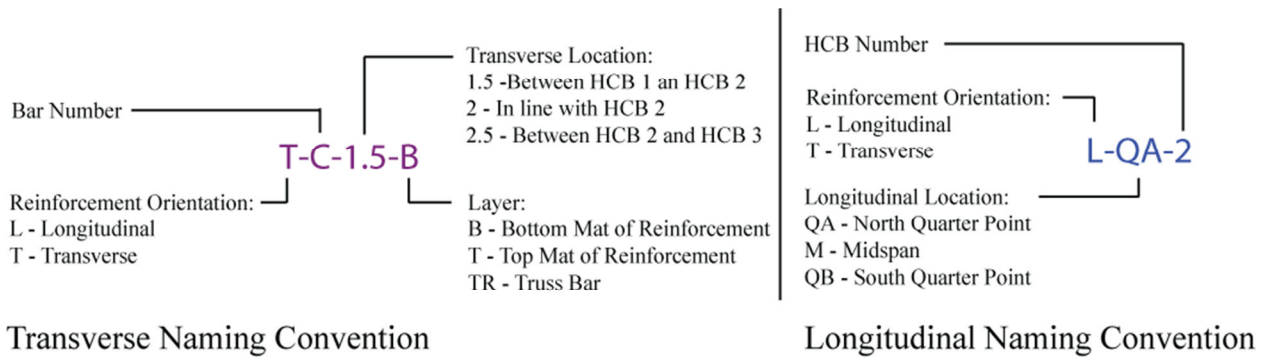 Transverse Location:
1.5 -Between HCB 1 an HCB 2
2 - In line with HCB 2
2.5 - Between HCB 2 and HCB 3
Bar Number
T-C-1.5-B
Reinforcement Orientation:
L - Longitudinal
T - Transverse
Layer:
B - Bottom Mat of Reinforcement
T - Top Mat of Reinforcement
TR - Truss Bar
Transverse Naming Convention
HCB Number
Reinforcement Orientation:
L - Longitudinal
T - Transverse
L-QA-2
Longitudinal Location:
QA - North Quarter Point
M - Midspan
QB - South Quarter Point
Longitudinal Naming Convention